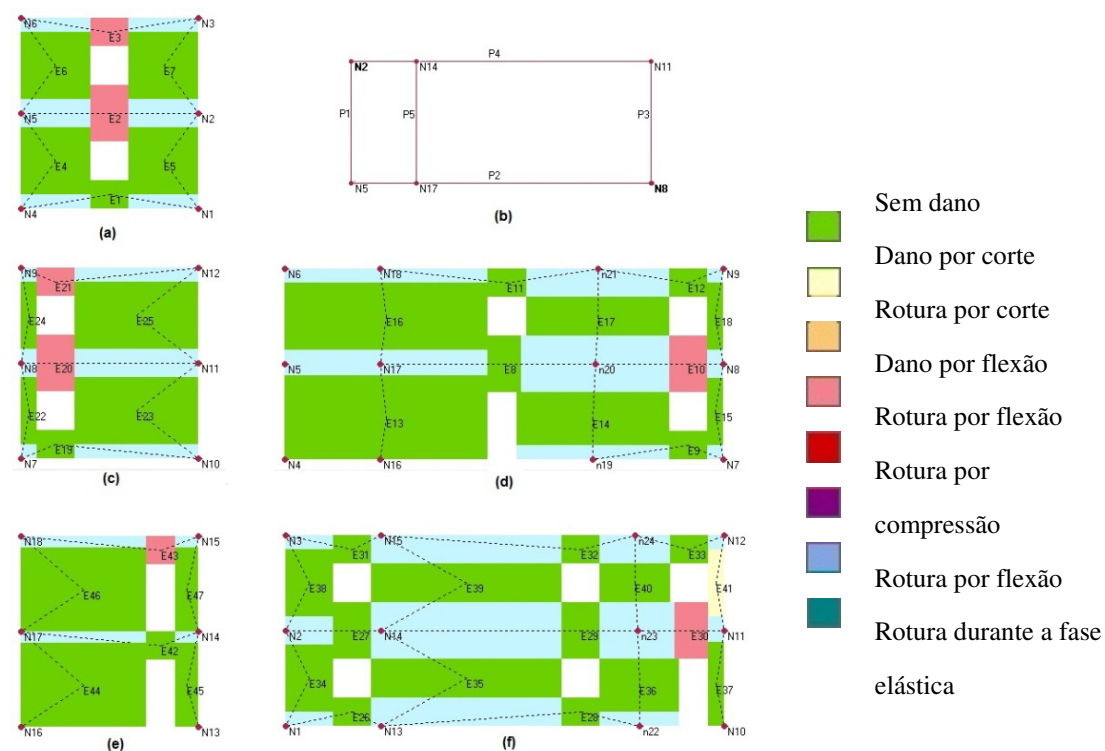 N6
N3
E3
E6
E7
N5
E2
N2
E4
E5
E1
N4
N1
(a)
P4
N2
N14
N11
P1
P5
P3
P2
N5
N17
N8
(b)
N9
N12
E21
E24
E25
N8
E20
N11
E22
E23
E19
N7
N10
(c)
N6
N18
n21
N9
E11
E12
E16
E17
E18
N5
N17
E8
n20
E10
N8
E13
E14
E15
E9
N4
N16
n19
N7
(d)
N18
N15
E43
E46
E47
N17
N14
E42
E44
E45
N16
N13
(e)
N3
N15
n24
N12
E31
E32
E33
E38
E39
E40
E41
N2
E27
N14
E29
n23
E30
N11
E34
E35
E36
E37
E26
E28
N1
N13
n22
N10
(f)
Sem dano
Dano por corte
Rotura por corte
Dano por flexão
Rotura por flexão
Rotura por
compressão
Rotura por flexão
Rotura durante a fase
elástica